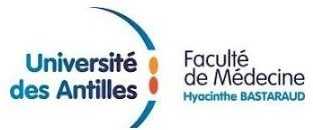 Université
des Antilles
Faculté
de Médecine
Hyacinthe BASTARAUD